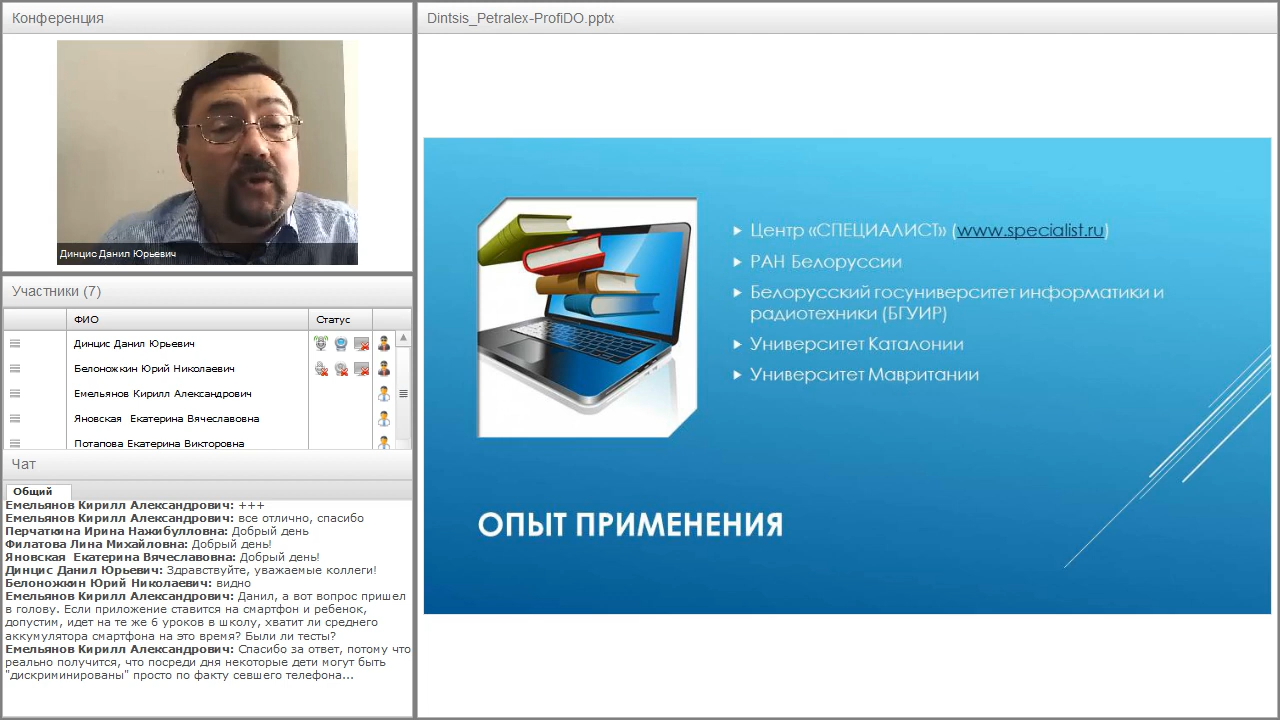 Конференция
Динцис Данил Юрьевич
Участники (7)
ФИО
Статус
Динцис Данил Юрьевич
Белоножкин Юрий Николаевич
Емельянов Кирилл Александрович
Яновская  Екатерина Вячеславовна
Потапова Екатерина Викторовна
Чат
Общий
Емельянов Кирилл Александрович: +++
Емельянов Кирилл Александрович: все отлично, спасибо
Перчаткина Ирина Нажибулловна: Добрый день
Филатова Лина Михайловна: Добрый день!
Яновская  Екатерина Вячеславовна: Добрый день!
Динцис Данил Юрьевич: Здравствуйте, уважаемые коллеги!
Белоножкин Юрий Николаевич: видно
Емельянов Кирилл Александрович: Данил, а вот вопрос пришел
в голову. Если приложение ставится на смартфон и ребенок,
допустим, идет на те же 6 уроков в школу, хватит ли среднего
аккумулятора смартфона на это время? Были ли тесты?
Емельянов Кирилл Александрович: Спасибо за ответ, потому что
реально получится, что посреди дня некоторые дети могут быть
"дискриминированы" просто по факту севшего телефона...
Dintsis_Petralex-ProfiDO.pptx
Центр «СПЕЦИАЛИСТ» (www.specialist.ru)
РАН Белоруссии
Белорусский госуниверситет информатики и
радиотехники (БГУИР)
Университет Каталонии
Университет Мавритании
ОПЫТ ПРИМЕНЕНИЯ